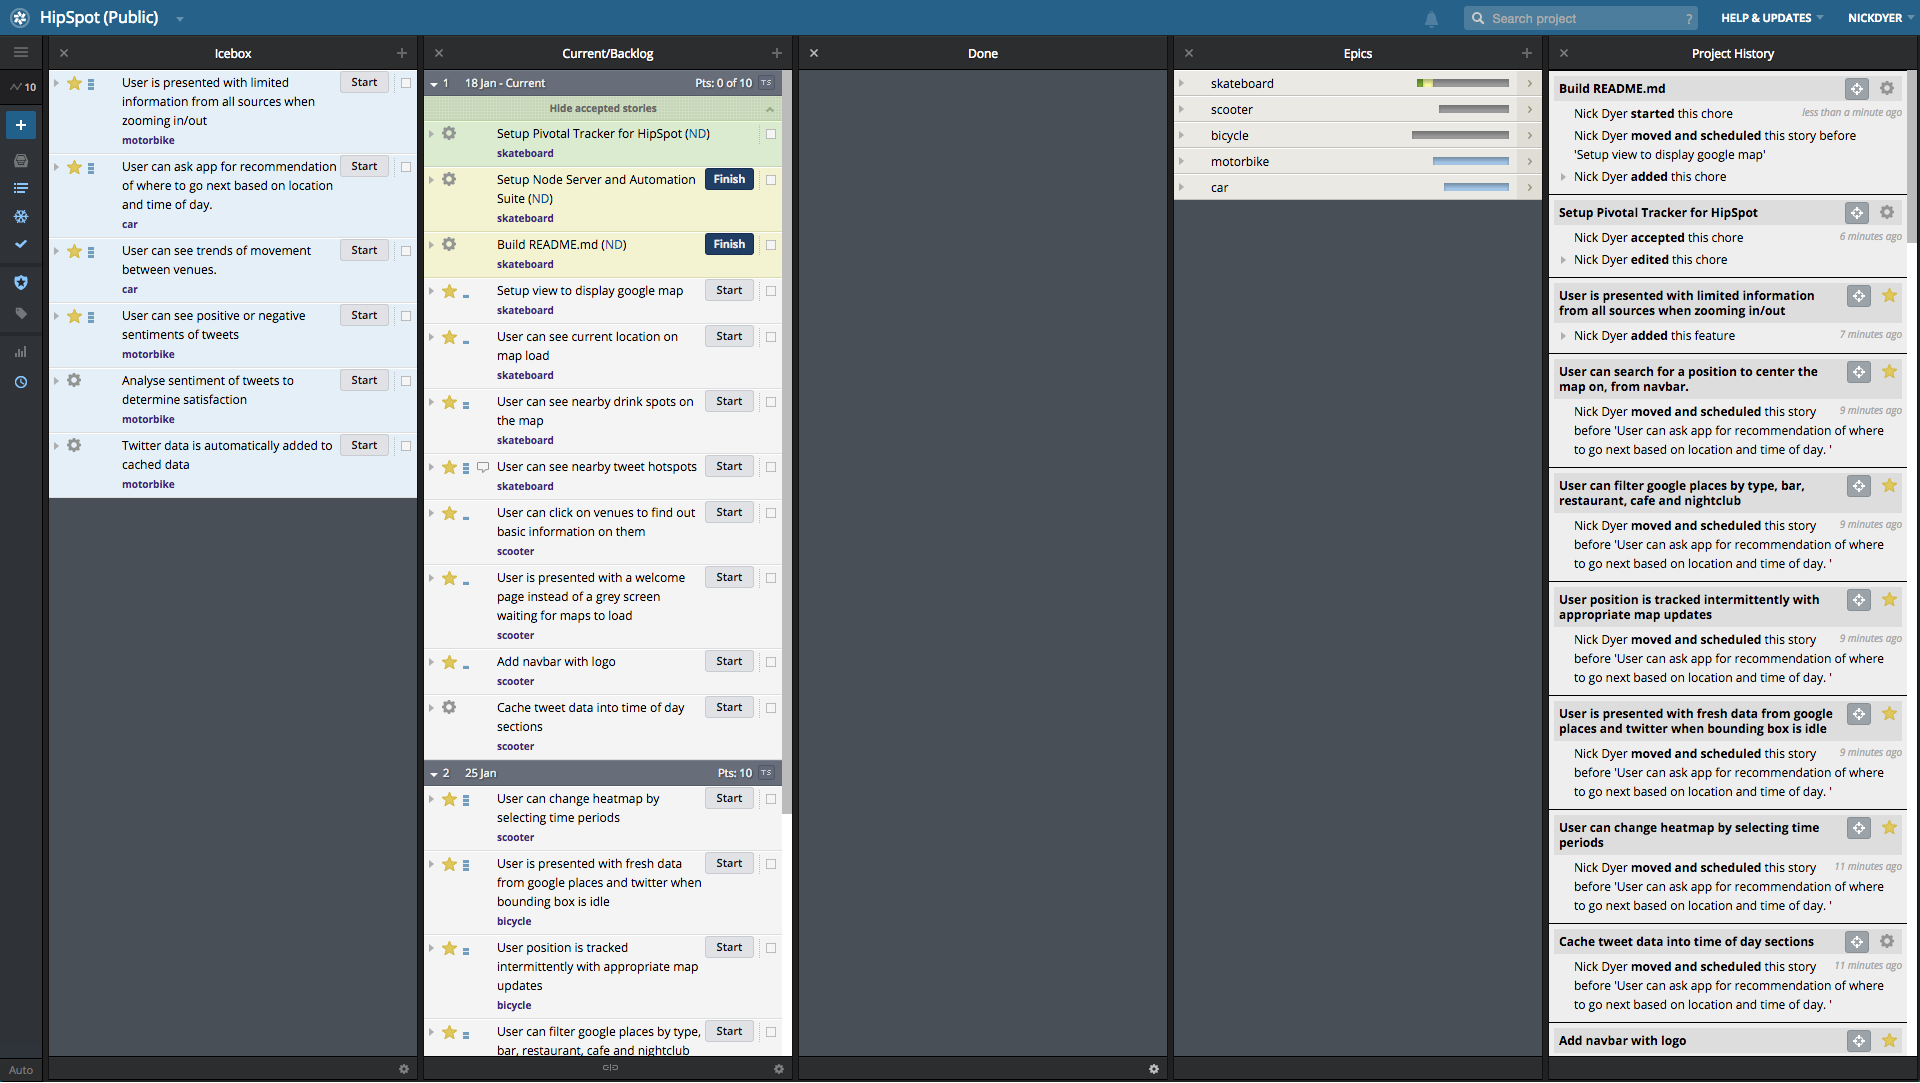 HipSpot (Public)
Search project
?
HELP & UPDATES
NICKDYER
10
Auto
Icebox
User is presented with limited
information from all sources when
zooming in/out
motorbike
Start
User can ask app for recommendation
of where to go next based on location
and time of day.
car
Start
User can see trends of movement
between venues.
car
Start
User can see positive or negative
sentiments of tweets
motorbike
Start
Analyse sentiment of tweets to
determine satisfaction
motorbike
Start
Twitter data is automatically added to
cached data
motorbike
Start
Current/Backlog
1 18 Jan - Current Pts: 0 of 10 TS
Hide accepted stories
Setup Pivotal Tracker for HipSpot (ND)
skateboard
Setup Node Server and Automation
Suite (ND)
skateboard
Finish
Build README.md (ND)
skateboard
Finish
Setup view to display google map
skateboard
Start
User can see current location on
map load
skateboard
Start
User can see nearby drink spots on
the map
skateboard
Start
User can see nearby tweet hotspots
skateboard
Start
User can click on venues to find out
basic information on them
scooter
Start
User is presented with a welcome
page instead of a grey screen
waiting for maps to load
scooter
Start
Add navbar with logo
scooter
Start
Cache tweet data into time of day
sections
scooter
Start
2 25 Jan Pts: 10 TS
User can change heatmap by
selecting time periods
scooter
Start
User is presented with fresh data
from google places and twitter when
bounding box is idle
bicycle
Start
User position is tracked
intermittently with appropriate map
updates
bicycle
Start
User can filter google places by type,
bar, restaurant, cafe and nightclub
Start
Done
Epics
skateboard
scooter
bicycle
motorbike
car
Project History
Build README.md
Nick Dyer started this chore less than a minute ago
Nick Dyer moved and scheduled this story before
'Setup view to display google map'
Nick Dyer added this chore
Setup Pivotal Tracker for HipSpot
Nick Dyer accepted this chore 6 minutes ago
Nick Dyer edited this chore
User is presented with limited information
from all sources when zooming in/out
Nick Dyer added this feature 7 minutes ago
User can search for a position to center the
map on, from navbar.
Nick Dyer moved and scheduled this story 9 minutes ago
before 'User can ask app for recommendation of where
to go next based on location and time of day. '
User can filter google places by type, bar,
restaurant, cafe and nightclub
Nick Dyer moved and scheduled this story 9 minutes ago
before 'User can ask app for recommendation of where
to go next based on location and time of day. '
User position is tracked intermittently with
appropriate map updates
Nick Dyer moved and scheduled this story 9 minutes ago
before 'User can ask app for recommendation of where
to go next based on location and time of day. '
User is presented with fresh data from google
places and twitter when bounding box is idle
Nick Dyer moved and scheduled this story 9 minutes ago
before 'User can ask app for recommendation of where
to go next based on location and time of day. '
User can change heatmap by selecting time
periods
Nick Dyer moved and scheduled this story 11 minutes ago
before 'User can ask app for recommendation of where
to go next based on location and time of day. '
Cache tweet data into time of day sections
Nick Dyer moved and scheduled this story 11 minutes ago
before 'User can ask app for recommendation of where
to go next based on location and time of day. '
Add navbar with logo